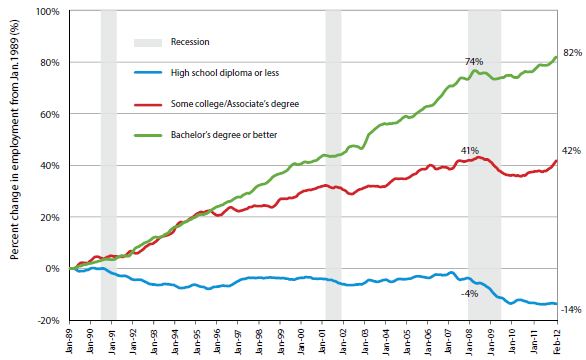 Percent change in employment from Jan.1989 (%)
100%
80%
60%
40%
20%
0%
-20%
Recession
High school diploma or less
Some college/Associate's degree
Bachelor's degree or better
74%
82%
41%
42%
-4%
-14%
Jan-89
Jan-90
Jan-91
Jan-92
Jan-93
Jan-94
Jan-95
Jan-96
Jan-97
Jan-98
Jan-99
Jan-00
Jan-01
Jan-02
Jan-03
Jan-04
Jan-05
Jan-06
Jan-07
Jan-08
Jan-09
Jan-10
Jan-11
Feb-12